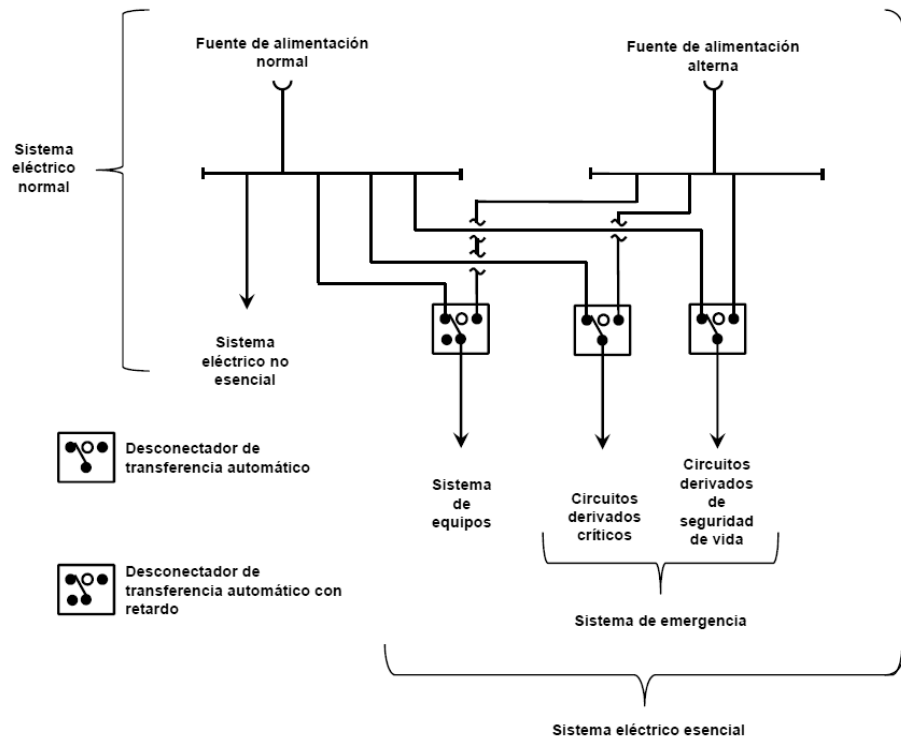 Fuente de alimentación
normal
Fuente de alimentación
alterna
Sistema
eléctrico
normal
Sistema
eléctrico no
esencial
Desconectador de
transferencia automático
Sistema
de
equipos
Circuitos
derivados
críticos
Circuitos
derivados
de
seguridad
de vida
Desconectador de
transferencia automático con
retardo
Sistema de emergencia
Sistema eléctrico esencial